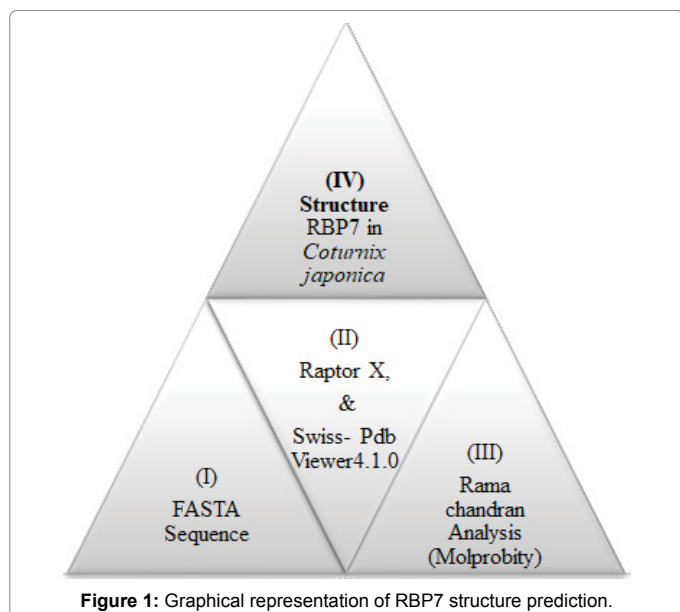 (IV)
Structure
RBP7 in
Coturnix
japonica
(II)
Raptor X,
&
Swiss- Pdb
Viewer4.1.0
(I)
FASTA
Sequence
(III)
Rama
chandran
Analysis
(Molprobity)
Figure 1: Graphical representation of RBP7 structure prediction.